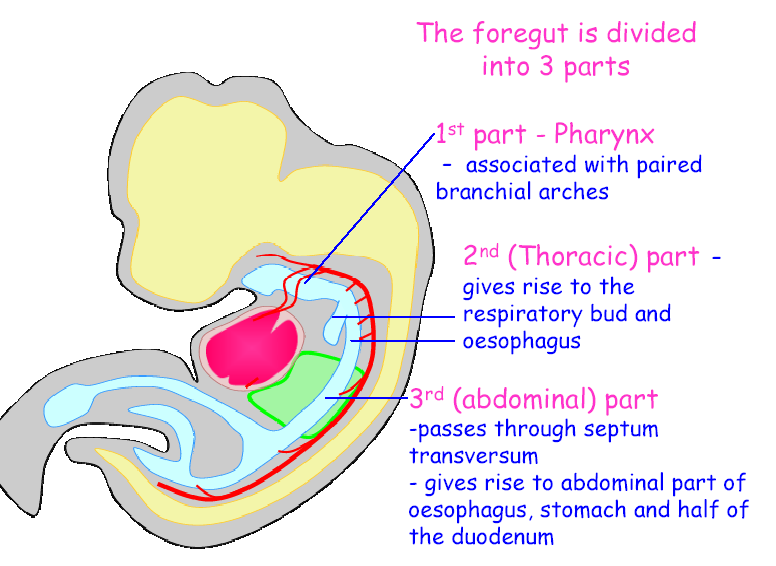 The foregut is divided
into 3 parts
1st part - Pharynx
– associated with paired
branchial arches
2nd (Thoracic) part -
gives rise to the
respiratory bud and
oesophagus
3rd (abdominal) part
-passes through septum
transversum
- gives rise to abdominal part of
oesophagus, stomach and half of
the duodenum